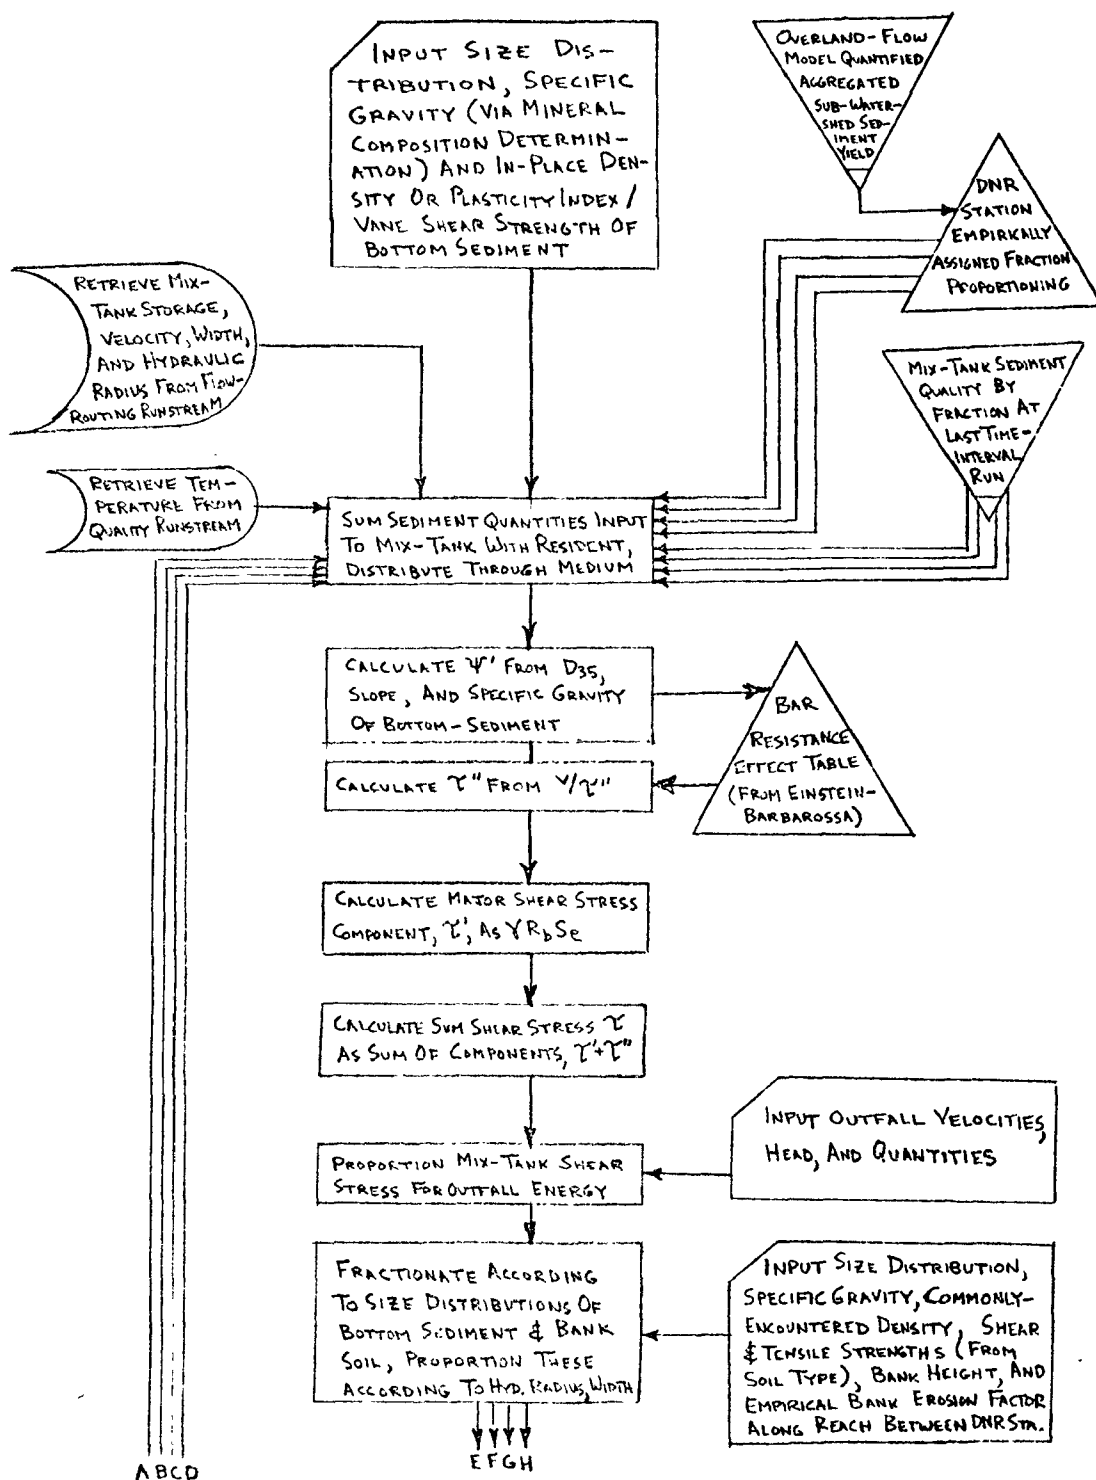 INPUT SIZE DIS-
TRIBUTION, SPECIFIC
GRAVITY (VIA MINERAL
COMPOSITION DETERMIN-
ATION) AND IN-PLACE DEN-
SITY OR PLASTICITY INDEX /
VANE SHEAR STRENGTH OF
BOTTOM SEDIMENT
OVERLAND-FLOW
MODEL QUANTIFIED
AGGREGATED
SUB-WATER-
SHED SED-
IMENT
YIELD
DNR
STATION
EMPIRKALLY
ASSIGNED FRACTION
PROPORTIONING
RETRIEVE MIX-
TANK STORAGE,
VELOCITY, WIDTH,
AND HYDRAULIC
RADIUS FROM FLOW-
ROUTING RUNSTREAM
MIX-TANK SEDIMENT
QUALITY BY
FRACTION AT
LAST TIME-
INTERVAL
RUN
RETRIEVE TEM-
PERATURE FROM
QUALITY RUNSTREAM
SUM SEDIMENT QUANTITIES INPUT
TO MIX-TANK WITH RESIDENT,
DISTRIBUTE THROUGH MEDIUM
CALCULATE Ψ' FROM D35,
SLOPE, AND SPECIFIC GRAVITY
OF BOTTOM-SEDIMENT
BAR
RESISTANCE
EFFECT TABLE
(FROM EINSTEIN-
BARBAROSSA)
CALCULATE τ" FROM V/τ"
CALCULATE MAJOR SHEAR STRESS
COMPONENT, τ', AS γ RbSe
CALCULATE SUM SHEAR STRESS τ
AS SUM OF COMPONENTS, τ'+τ"
INPUT OUTFALL VELOCITIES,
HEAD, AND QUANTITIES
PROPORTION MIX-TANK SHEAR
STRESS FOR OUTFALL ENERGY
FRACTIONATE ACCORDING
TO SIZE DISTRIBUTIONS OF
BOTTOM SEDIMENT & BANK
SOIL, PROPORTION THESE
ACCORDING TO HYD. RADIUS, WIDTH
INPUT SIZE DISTRIBUTION,
SPECIFIC GRAVITY, COMMONLY-
ENCOUNTERED DENSITY, SHEAR
& TENSILE STRENGTHS (FROM
SOIL TYPE), BANK HEIGHT, AND
EMPIRICAL BANK EROSION FACTOR
ALONG REACH BETWEEN DNR STA.
A B C D
E F G H